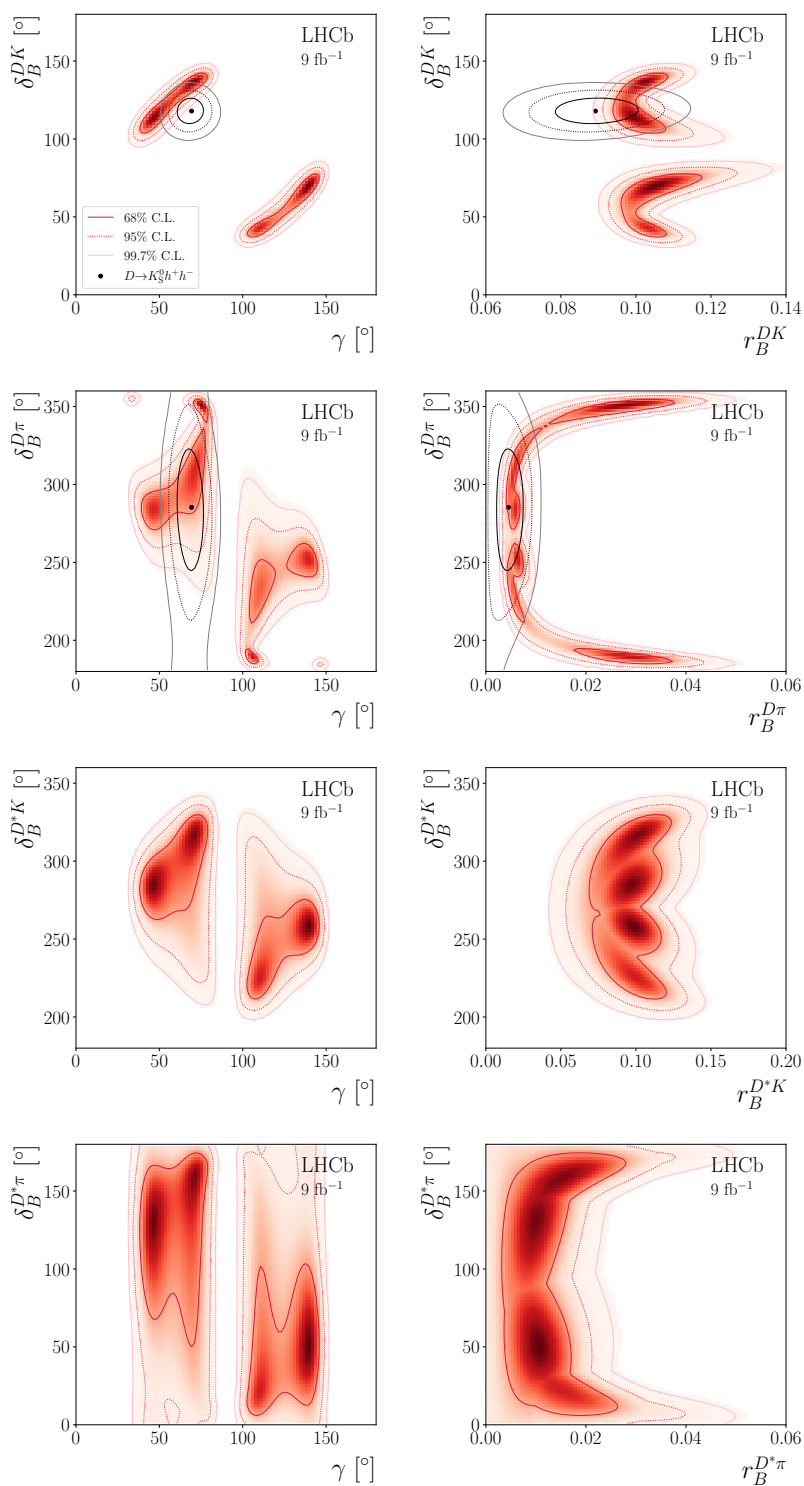 LHCb
9 fb⁻¹
δ_B^{DK} [°]
150
100
50
0
68% C.L.
95% C.L.
99.7% C.L.
D→K_S^0h⁺h⁻
0 50 100 150
γ [°]
LHCb
9 fb⁻¹
δ_B^{DK} [°]
150
100
50
0
0.06 0.08 0.10 0.12 0.14
r_B^{DK}
LHCb
9 fb⁻¹
δ_B^{Dπ} [°]
350
300
250
200
0 50 100 150
γ [°]
LHCb
9 fb⁻¹
δ_B^{Dπ} [°]
350
300
250
200
0.00 0.02 0.04 0.06
r_B^{Dπ}
LHCb
9 fb⁻¹
δ_B^{D*K} [°]
350
300
250
200
0 50 100 150
γ [°]
LHCb
9 fb⁻¹
δ_B^{D*K} [°]
350
300
250
200
0.00 0.05 0.10 0.15 0.20
r_B^{D*K}
LHCb
9 fb⁻¹
δ_B^{D*π} [°]
150
100
50
0
0 50 100 150
γ [°]
LHCb
9 fb⁻¹
δ_B^{D*π} [°]
150
100
50
0
0.00 0.02 0.04 0.06
r_B^{D*π}